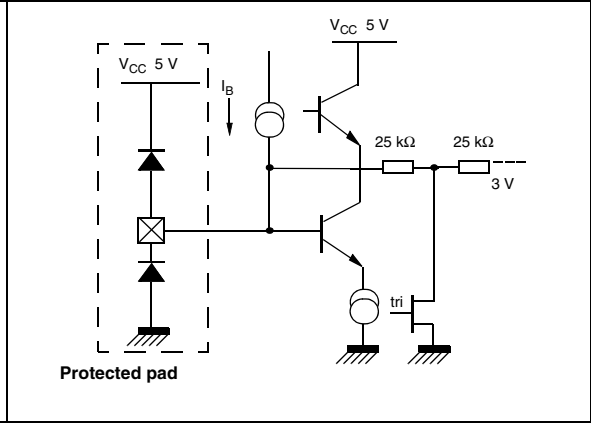 V_CC 5 V
V_CC 5 V
I_B
25 kΩ 25 kΩ
3 V
tri
Protected pad